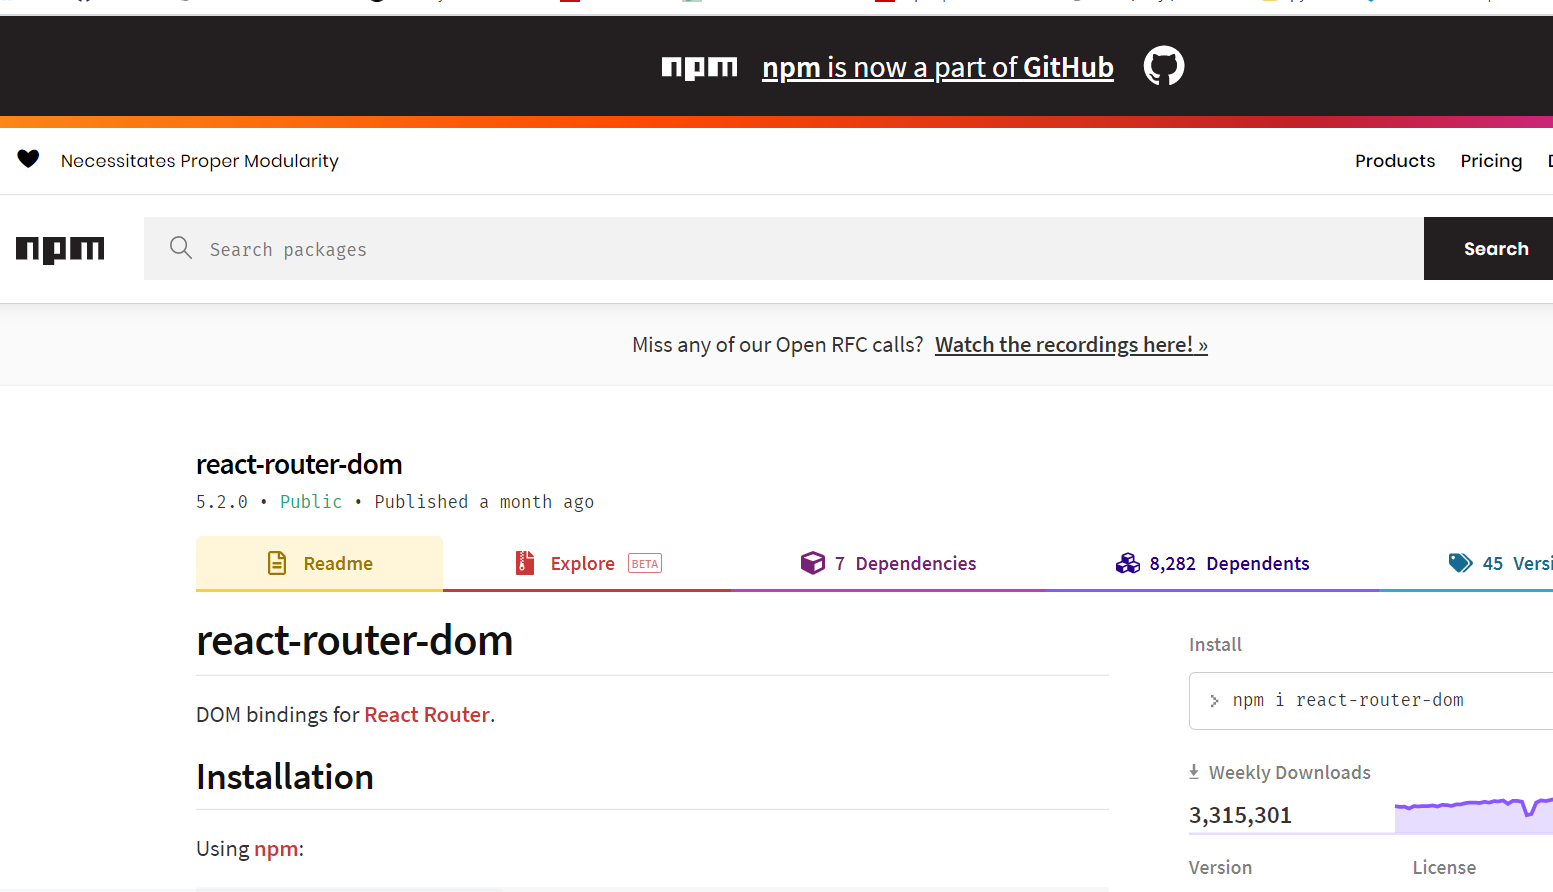 npm npm is now a part of GitHub
Necessitates Proper Modularity
Products Pricing
npm Search packages Search
Miss any of our Open RFC calls? Watch the recordings here! »
react-router-dom
5.2.0 • Public • Published a month ago
Readme Explore BETA 7 Dependencies 8,282 Dependents 45 Versi
react-router-dom
Install
> npm i react-router-dom
DOM bindings for React Router.
Installation
Weekly Downloads
3,315,301
Using npm:
Version License